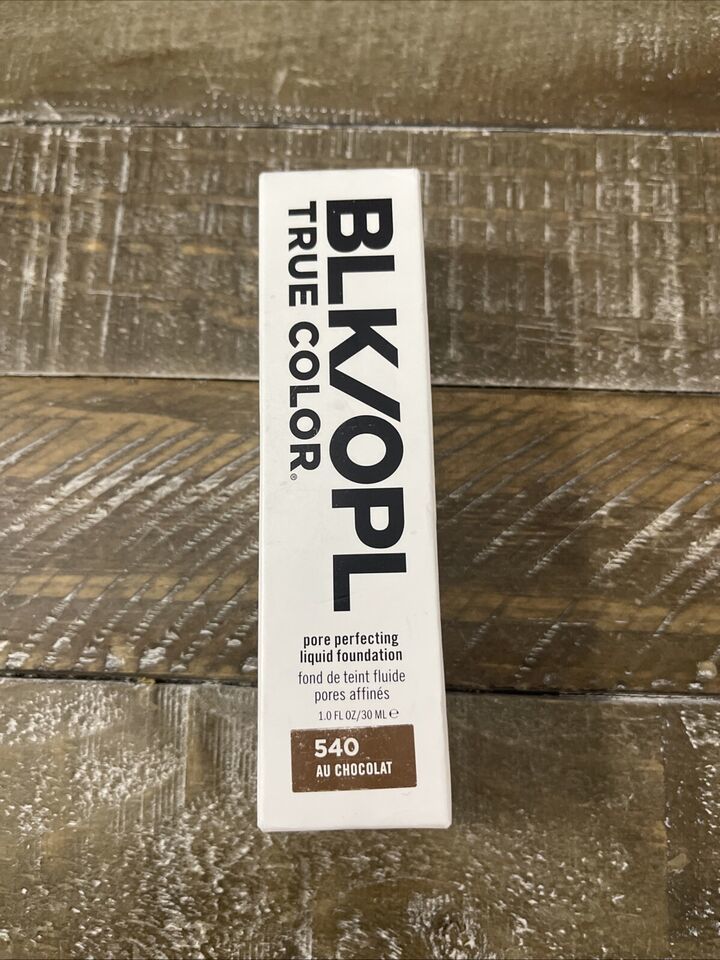 BLK/OPL
TRUE COLOR®
pore perfecting
liquid foundation
fond de teint fluide
pores affinés
1.0 FL OZ/30 ML ℮
540
AU CHOCOLAT